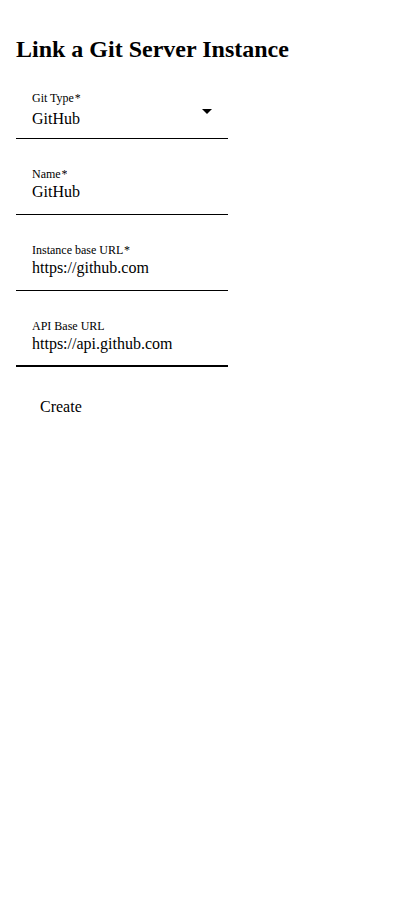 Link a Git Server Instance
Git Type*
GitHub
Name*
GitHub
Instance base URL*
https://github.com
API Base URL
https://api.github.com
Create